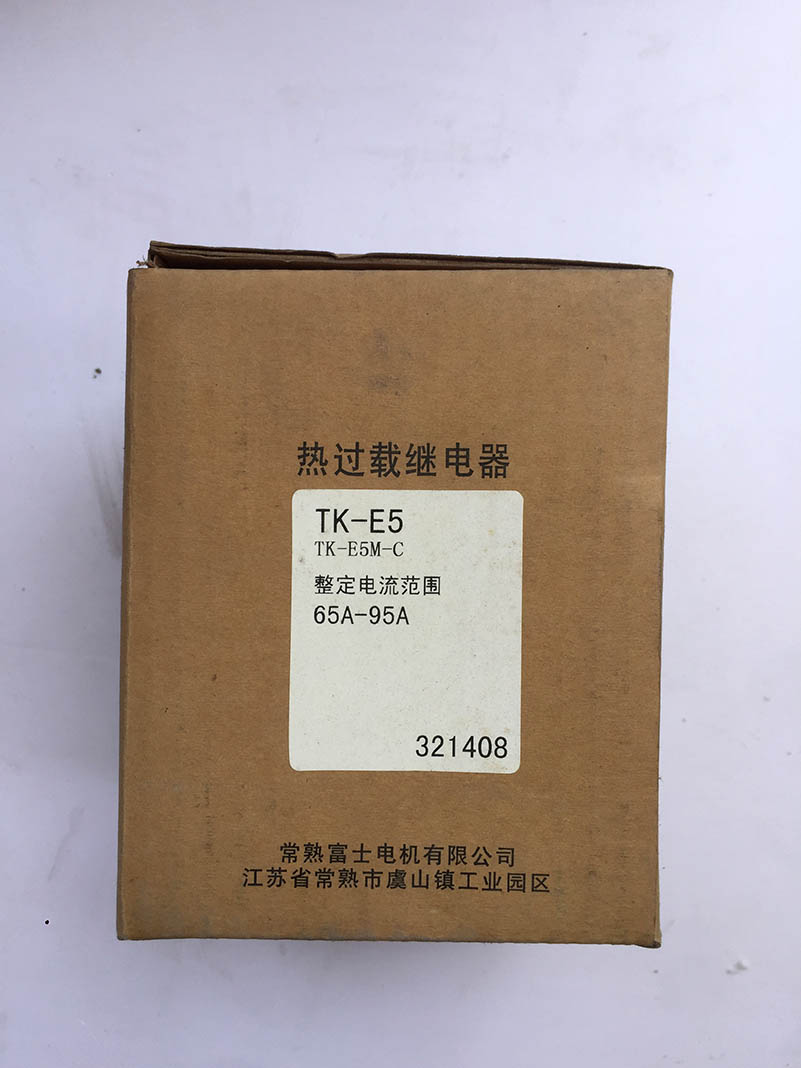 热过载继电器
TK-E5
TK-E5M-C
整定电流范围
65A-95A
321408
常熟富士电机有限公司
江苏省常熟市虞山镇工业园区